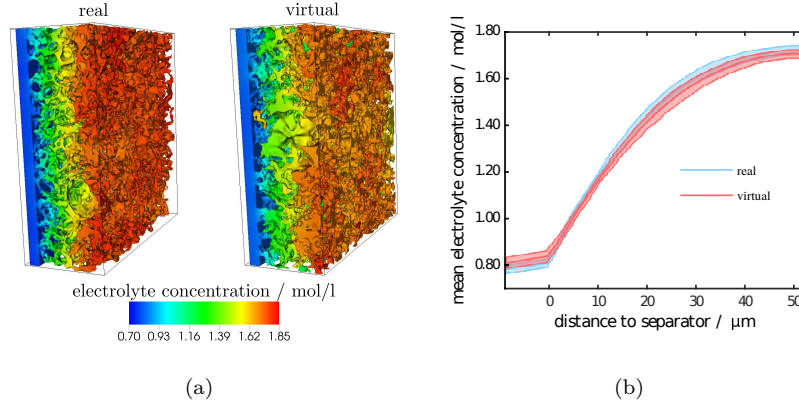 real
virtual
electrolyte concentration / mol/l
0.70 0.93 1.16 1.39 1.62 1.85
(a)
mean electrolyte concentration / mol/l
1.80
1.60
1.40
1.20
1.00
0.80
real
virtual
0 10 20 30 40 50
distance to separator / μm
(b)